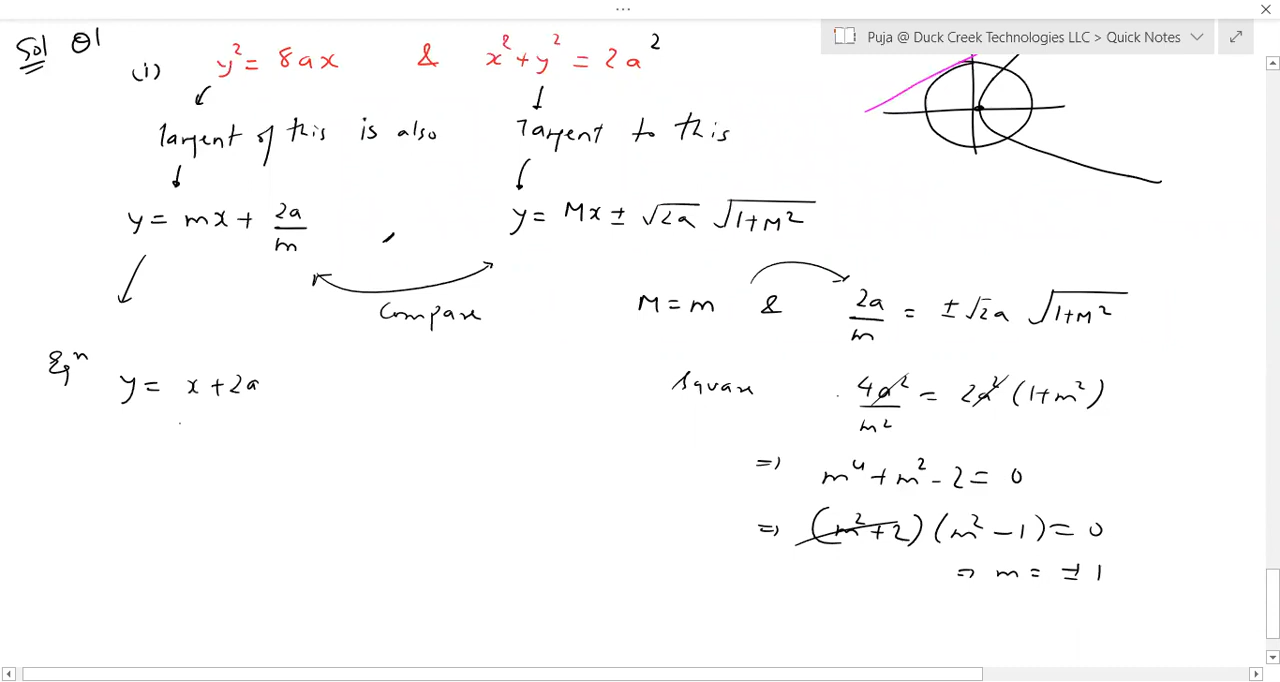 ...
Puja @ Duck Creek Technologies LLC > Quick Notes
Sol Q1
(i) y² = 8ax & x² + y² = 2a²
Tangent of this is also Tangent to this
y = mx + 2a/m , y = Mx ± √2a √1+M²
Compare
M = m & 2a/m = ± √2a √1+M²
Eqⁿ y = x + 2a
Square 4a²/m² = 2a² (1+m²)
⇒ m⁴ + m² - 2 = 0
⇒ (m²+2) (m² - 1) = 0
⇒ m = ± 1